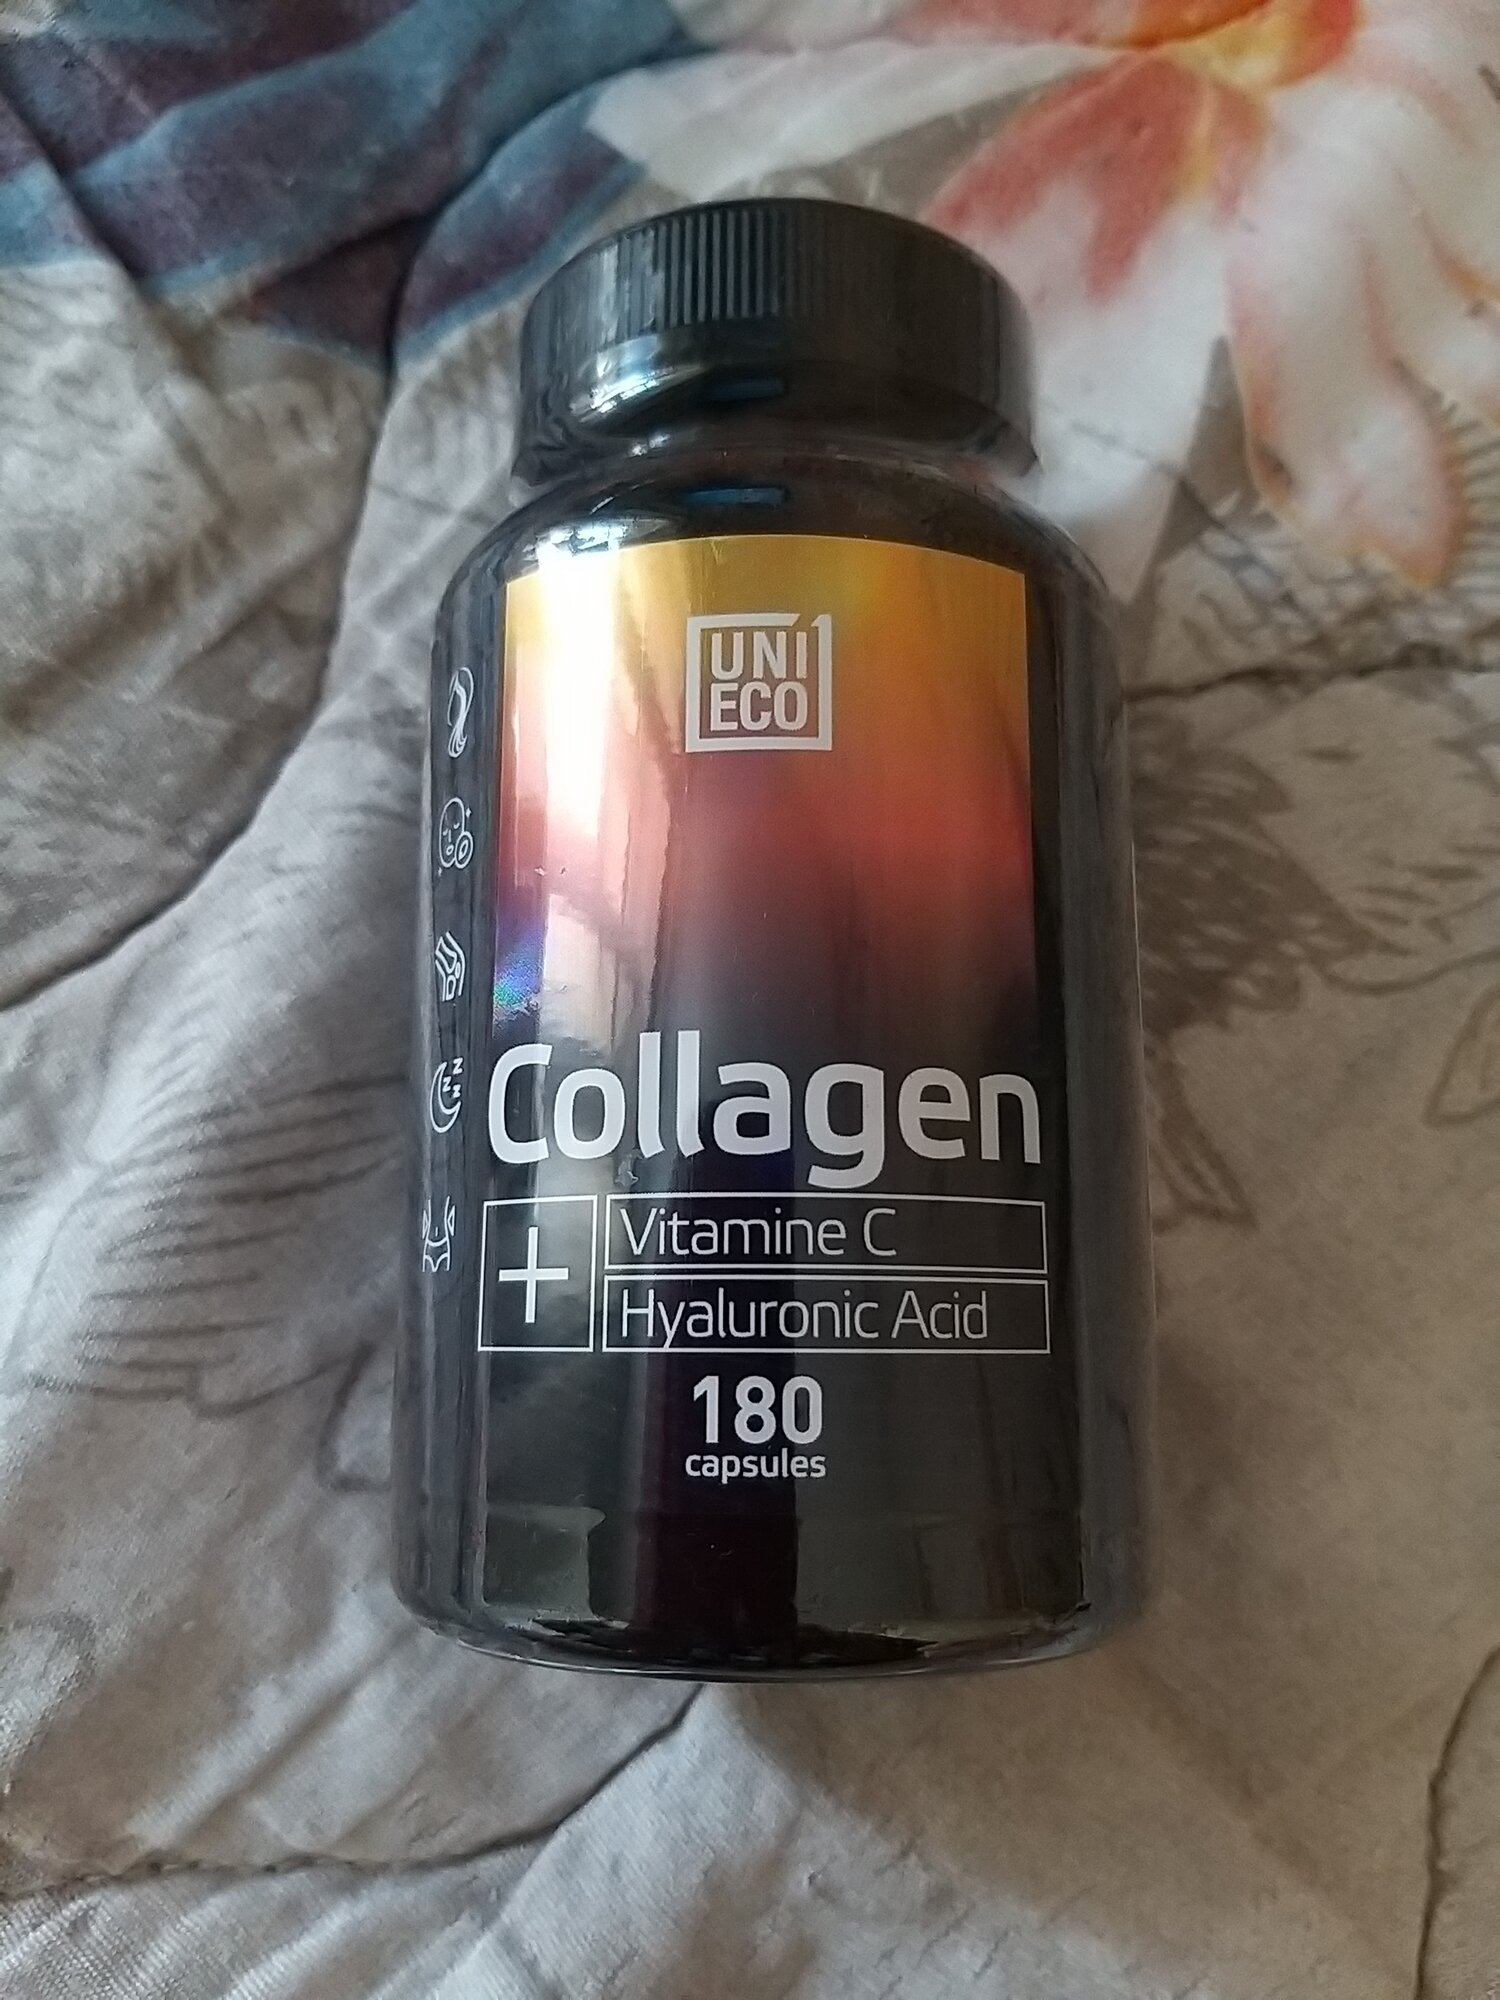 UNI
ECO
Collagen
+ Vitamine C
Hyaluronic Acid
180
capsules